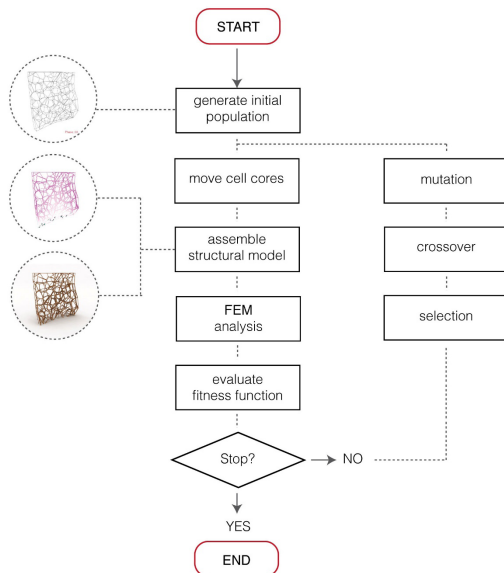 START
generate initial
population
move cell cores
mutation
assemble
structural model
crossover
FEM
analysis
selection
evaluate
fitness function
Stop?
NO
YES
END